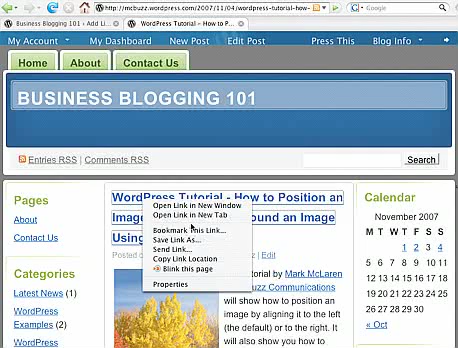 http://mcbuzz.wordpress.com/2007/11/04/wordpress-tutorial-how-
Business Blogging 101 - Add Li...
WordPress Tutorial – How to P...
My Account My Dashboard New Post Edit Post Press This Blog Info
Home About Contact Us
BUSINESS BLOGGING 101
Entries RSS | Comments RSS Search
Pages
About
Contact Us
Categories
Latest News (1)
WordPress
Examples (2)
WordPress
WordPress Tutorial - How to Position an
Imag ound an Image
Using
Posted z | Edit
Open Link in New Window
Open Link in New Tab
Bookmark This Link...
Save Link As...
Send Link...
Copy Link Location
Blink this page
Properties
torial by Mark McLaren
uzz Communications
will show how to position an
image by aligning it to the left
(the default) or to the right. It
will also show you how to
Calendar
November 2007
M T W T F S S
1 2 3 4
5 6 7 8 9 10 11
12 13 14 15 16 17 18
19 20 21 22 23 24 25
26 27 28 29 30
« Oct